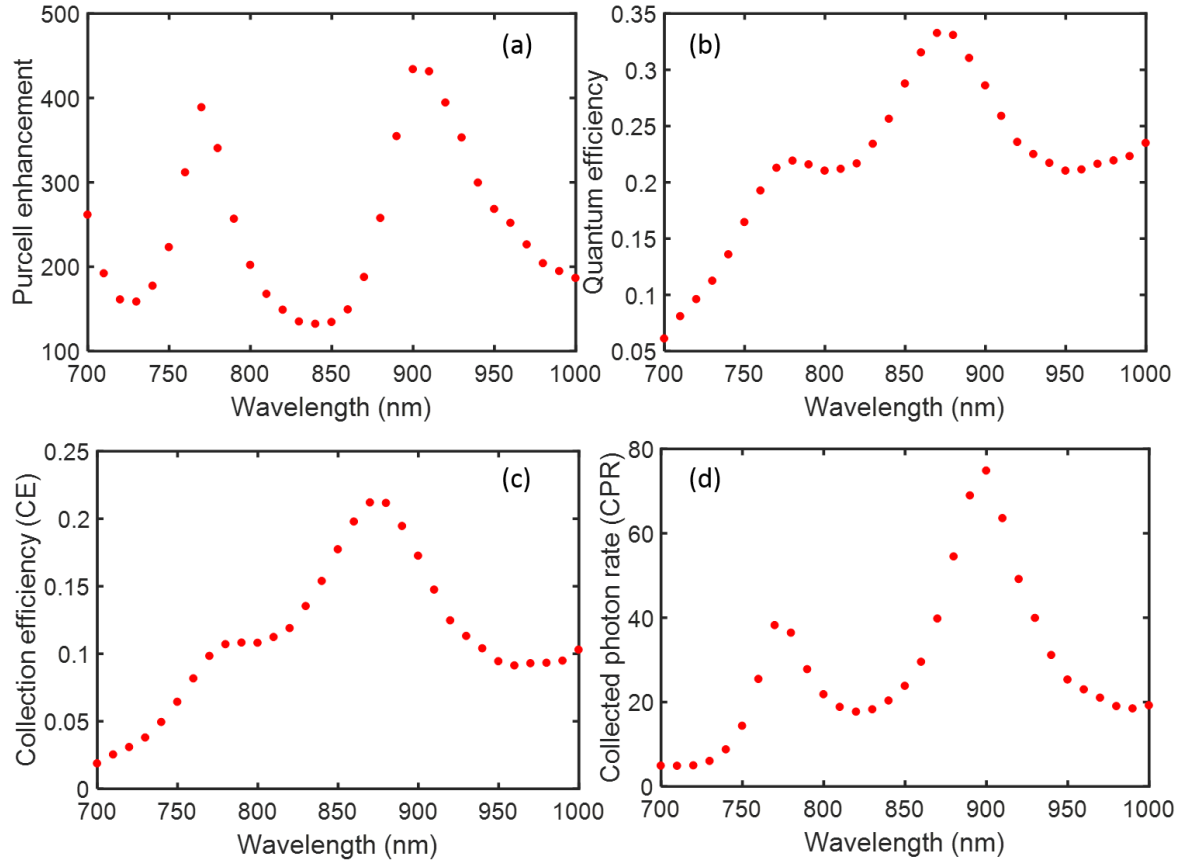 (a)
Purcell enhancement
500
400
300
200
100
700 750 800 850 900 950 1000
Wavelength (nm)
(b)
Quantum efficiency
0.35
0.3
0.25
0.2
0.15
0.1
0.05
700 750 800 850 900 950 1000
Wavelength (nm)
(c)
Collection efficiency (CE)
0.25
0.2
0.15
0.1
0.05
0
700 750 800 850 900 950 1000
Wavelength (nm)
(d)
Collected photon rate (CPR)
80
60
40
20
0
700 750 800 850 900 950 1000
Wavelength (nm)